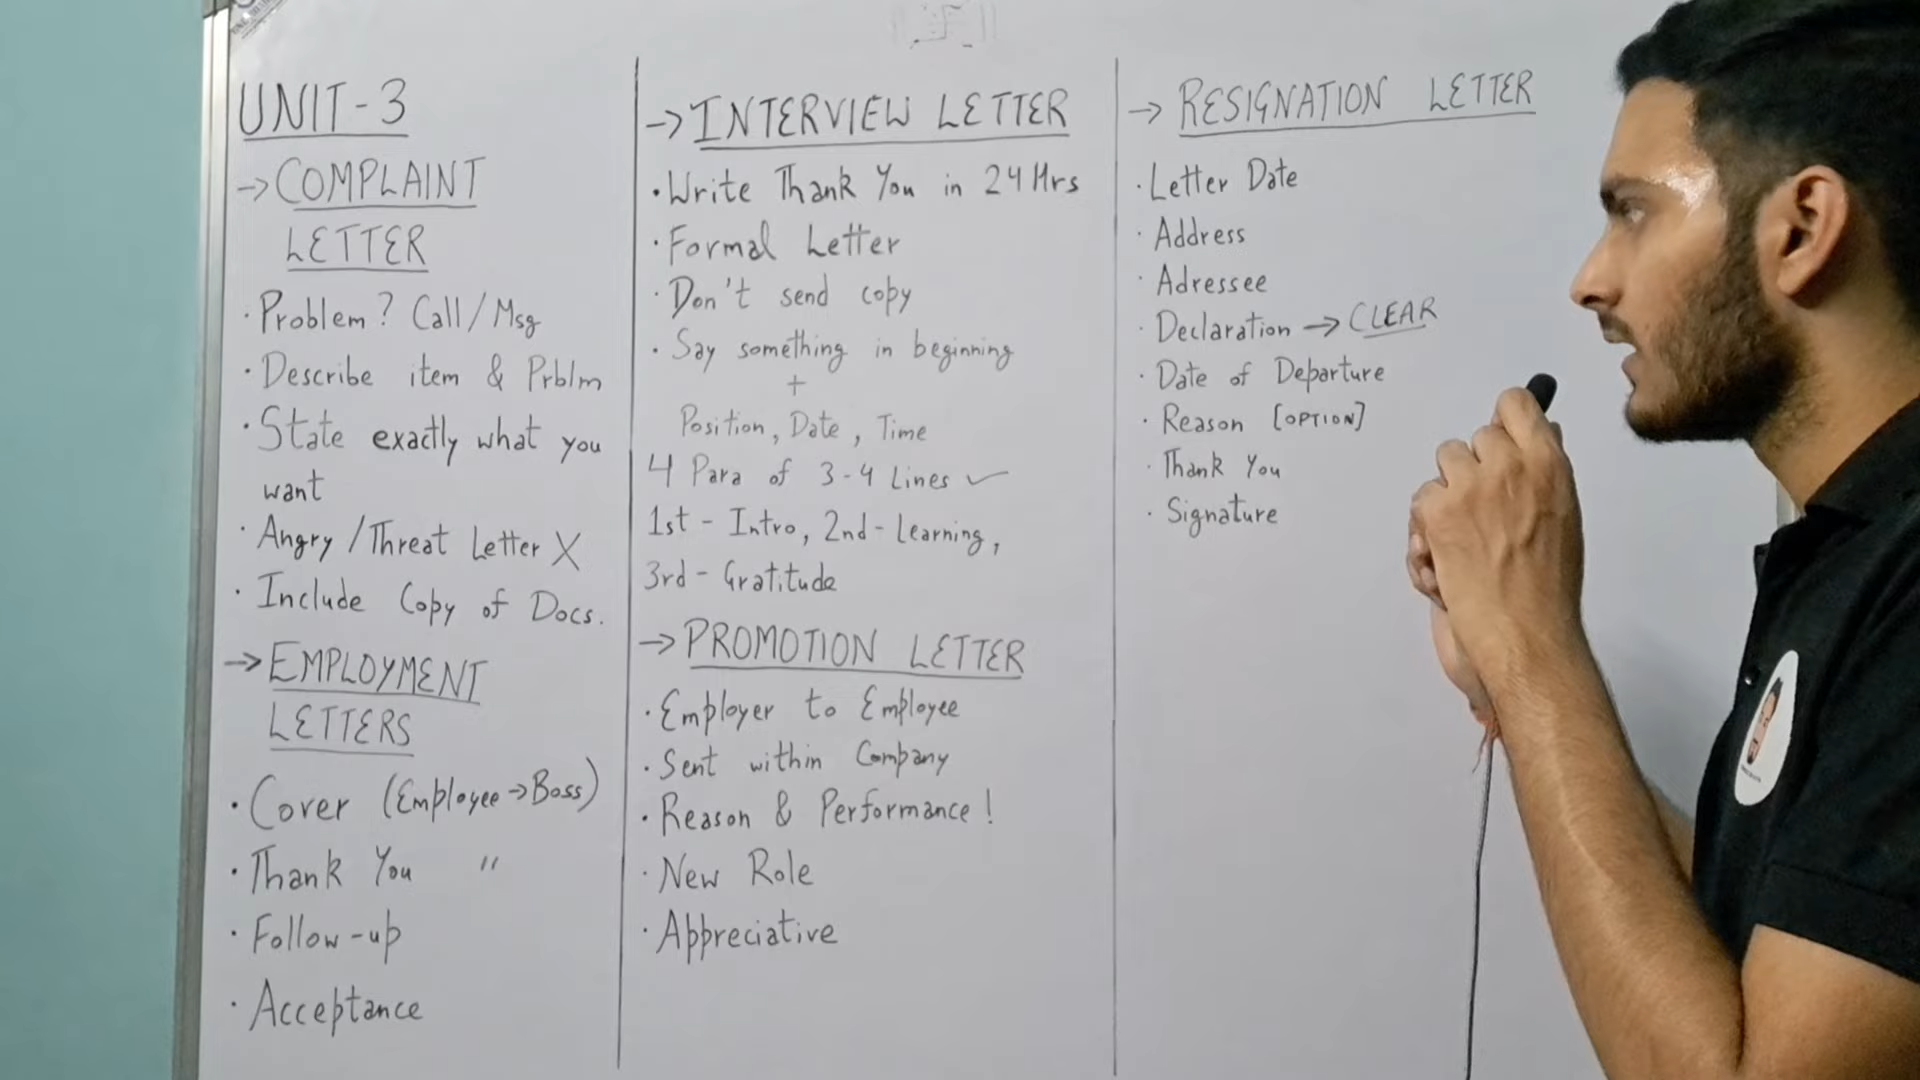 UNIT-3
→ COMPLAINT
LETTER
· Problem? Call/Msg
· Describe item & Prblm
· State exactly what you
want
· Angry/Threat Letter X
· Include Copy of Docs.
→ EMPLOYMENT
LETTERS
· Cover (Employee→Boss)
· Thank You "
· Follow-up
· Acceptance
→ INTERVIEW LETTER
· Write Thank You in 24 Hrs
· Formal Letter
· Don't send copy
· Say something in beginning
+
Position, Date, Time
4 Para of 3-4 Lines ✓
1st - Intro, 2nd - Learning,
3rd - Gratitude
→ PROMOTION LETTER
· Employer to Employee
· Sent within Company
· Reason & Performance!
· New Role
· Appreciative
→ RESIGNATION LETTER
· Letter Date
· Address
· Adressee
· Declaration → CLEAR
· Date of Departure
· Reason [OPTION]
· Thank You
· Signature